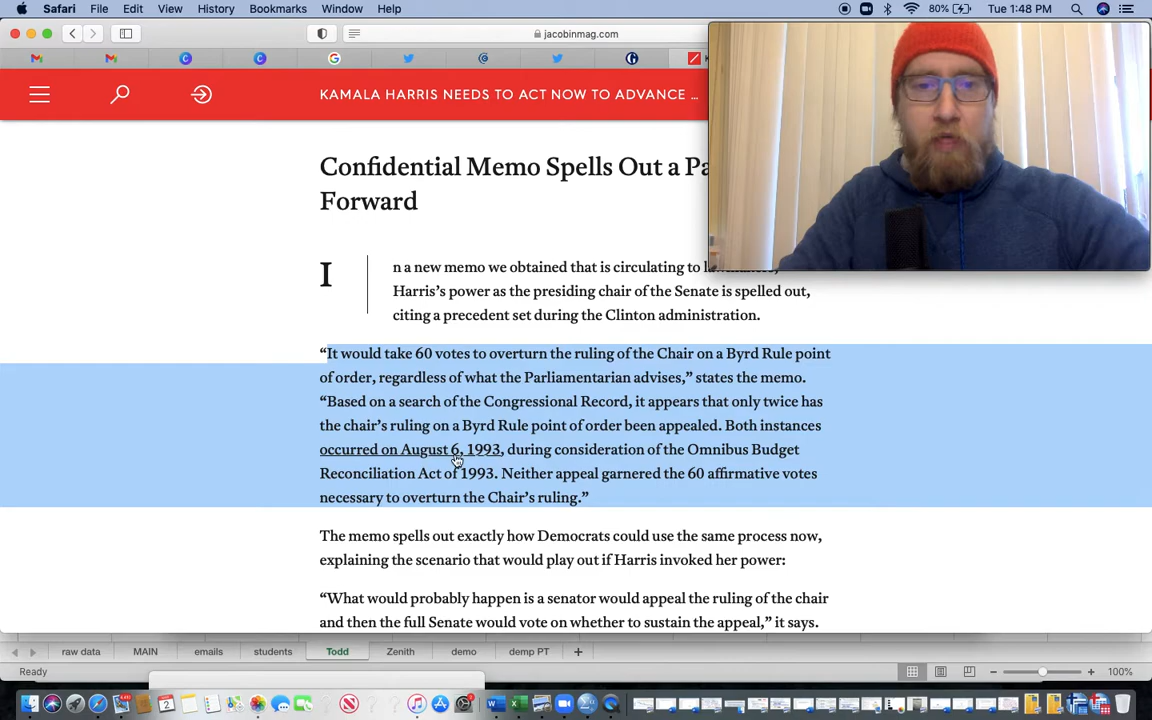 Safari File Edit View History Bookmarks Window Help 80% Tue 1:48 PM
jacobinmag.com
KAMALA HARRIS NEEDS TO ACT NOW TO ADVANCE ...
Confidential Memo Spells Out a Pa
Forward
In a new memo we obtained that is circulating to
Harris’s power as the presiding chair of the Senate is spelled out,
citing a precedent set during the Clinton administration.
“It would take 60 votes to overturn the ruling of the Chair on a Byrd Rule point
of order, regardless of what the Parliamentarian advises,” states the memo.
“Based on a search of the Congressional Record, it appears that only twice has
the chair’s ruling on a Byrd Rule point of order been appealed. Both instances
occurred on August 6, 1993, during consideration of the Omnibus Budget
Reconciliation Act of 1993. Neither appeal garnered the 60 affirmative votes
necessary to overturn the Chair’s ruling.”
The memo spells out exactly how Democrats could use the same process now,
explaining the scenario that would play out if Harris invoked her power:
“What would probably happen is a senator would appeal the ruling of the chair
and then the full Senate would vote on whether to sustain the appeal,” it says.
raw data MAIN emails students Todd Zenith demo demp PT
Ready 100%